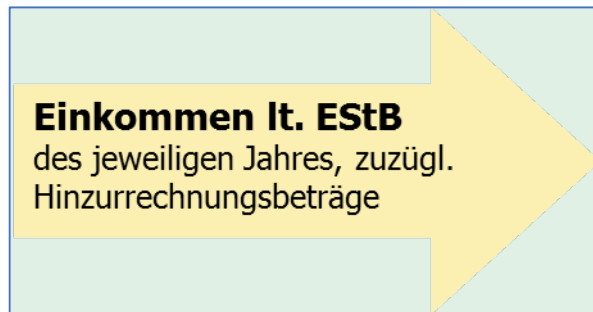 Einkommen lt. EStB
des jeweiligen Jahres, zuzügl.
Hinzurrechnungsbeträge